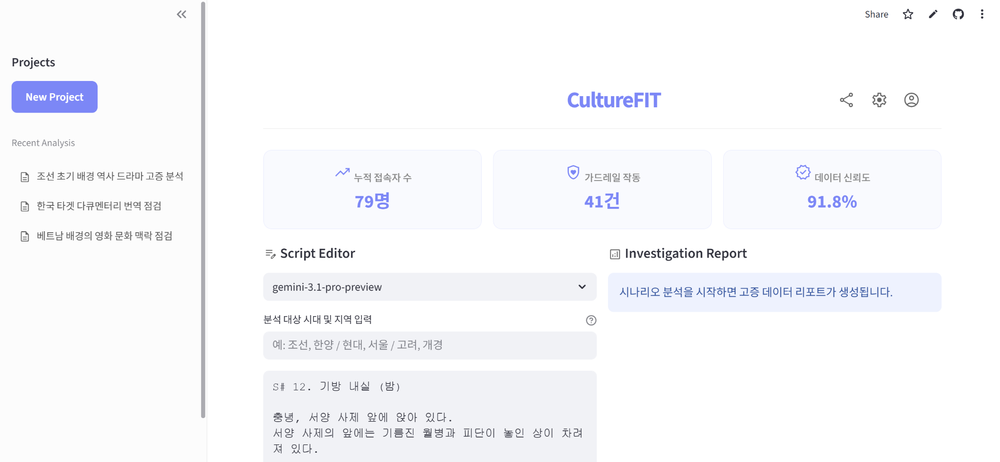 Share
Projects
New Project
Recent Analysis
조선 초기 배경 역사 드라마 고증 분석
한국 타겟 다큐멘터리 번역 점검
베트남 배경의 영화 문화 맥락 점검
CultureFIT
누적 접속자 수
79명
가드레일 작동
41건
데이터 신뢰도
91.8%
Script Editor
gemini-3.1-pro-preview
분석 대상 시대 및 지역 입력
예: 조선, 한양 / 현대, 서울 / 고려, 개경
S# 12. 기방 내실 (밤)
충녕, 서양 사제 앞에 앉아 있다.
서양 사제의 앞에는 기름진 월병과 피단이 놓인 상이 차려
져 있다.
Investigation Report
시나리오 분석을 시작하면 고증 데이터 리포트가 생성됩니다.